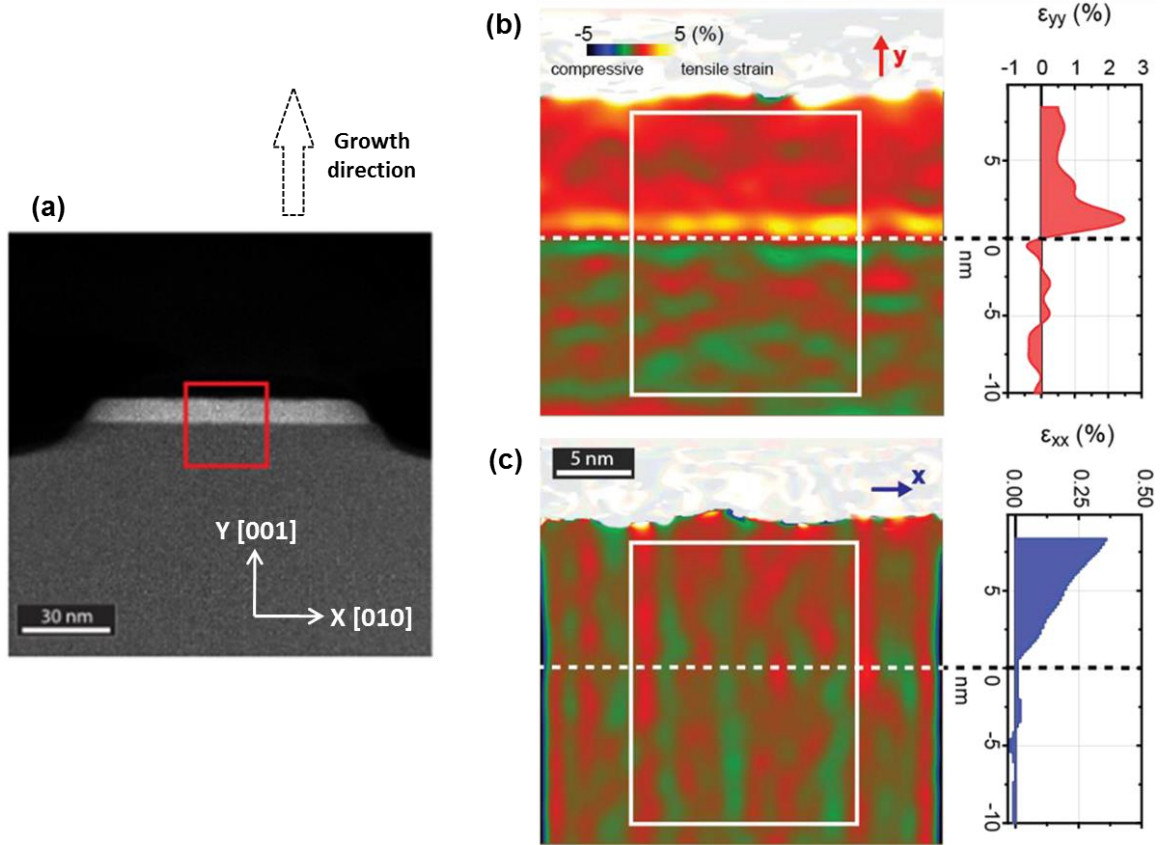 Growth
direction
(a)
Y [001]
X [010]
30 nm
(b)
-5 5 (%)
compressive tensile strain
y
εyy (%)
-1 0 1 2 3
5
0
nm
-5
-10
(c)
5 nm
x
εxx (%)
0.00 0.25 0.50
5
0
nm
-5
-10